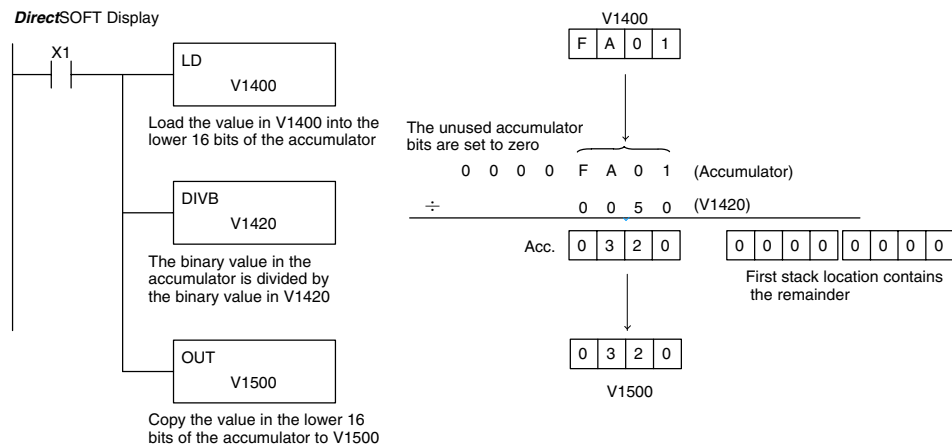 DirectSOFT Display
X1
LD
V1400
Load the value in V1400 into the
lower 16 bits of the accumulator
DIVB
V1420
The binary value in the
accumulator is divided by
the binary value in V1420
OUT
V1500
Copy the value in the lower 16
bits of the accumulator to V1500
V1400
F A 0 1
The unused accumulator
bits are set to zero
0 0 0 0 F A 0 1 (Accumulator)
÷ 0 0 5 0 (V1420)
Acc. 0 3 2 0 0 0 0 0 0 0 0 0
First stack location contains
the remainder
0 3 2 0
V1500